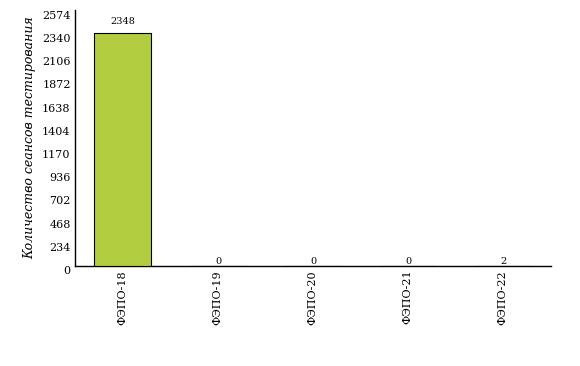 Количество сеансов тестирования
2574
2340
2106
1872
1638
1404
1170
936
702
468
234
0
2348
0
0
0
2
ФЭПО-18
ФЭПО-19
ФЭПО-20
ФЭПО-21
ФЭПО-22